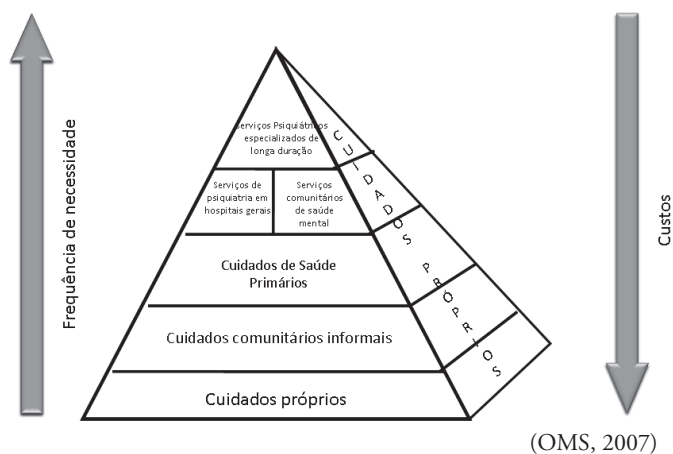 Frequência de necessidade
Serviços Psiquiátricos
especializados de
longa duração
Serviços de
psiquiatria em
hospitais gerais
Serviços
comunitários
de saúde
mental
Cuidados de Saúde
Primários
Cuidados comunitários informais
Cuidados próprios
CUIDADOS PRÓPRIOS
Custos
(OMS, 2007)